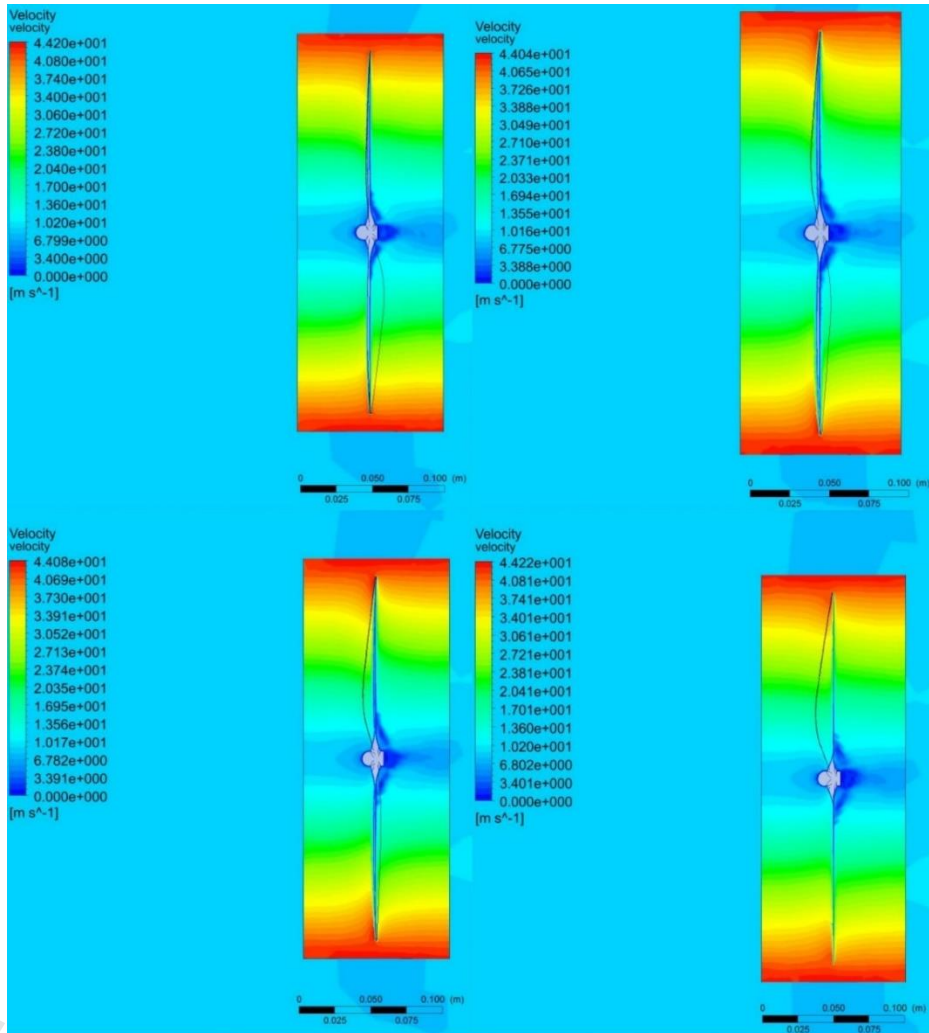 Velocity
velocity
4.420e+001
4.080e+001
3.740e+001
3.400e+001
3.060e+001
2.720e+001
2.380e+001
2.040e+001
1.700e+001
1.360e+001
1.020e+001
6.799e+000
3.400e+000
0.000e+000
[m s^-1]
0 0.050 0.100 (m)
0.025 0.075
Velocity
velocity
4.404e+001
4.065e+001
3.726e+001
3.388e+001
3.049e+001
2.710e+001
2.371e+001
2.033e+001
1.694e+001
1.355e+001
1.016e+001
6.775e+000
3.388e+000
0.000e+000
[m s^-1]
0 0.050 0.100 (m)
0.025 0.075
Velocity
velocity
4.408e+001
4.069e+001
3.730e+001
3.391e+001
3.052e+001
2.713e+001
2.374e+001
2.035e+001
1.695e+001
1.356e+001
1.017e+001
6.782e+000
3.391e+000
0.000e+000
[m s^-1]
0 0.050 0.100 (m)
0.025 0.075
Velocity
velocity
4.422e+001
4.081e+001
3.741e+001
3.401e+001
3.061e+001
2.721e+001
2.381e+001
2.041e+001
1.701e+001
1.360e+001
1.020e+001
6.802e+000
3.401e+000
0.000e+000
[m s^-1]
0 0.050 0.100 (m)
0.025 0.075